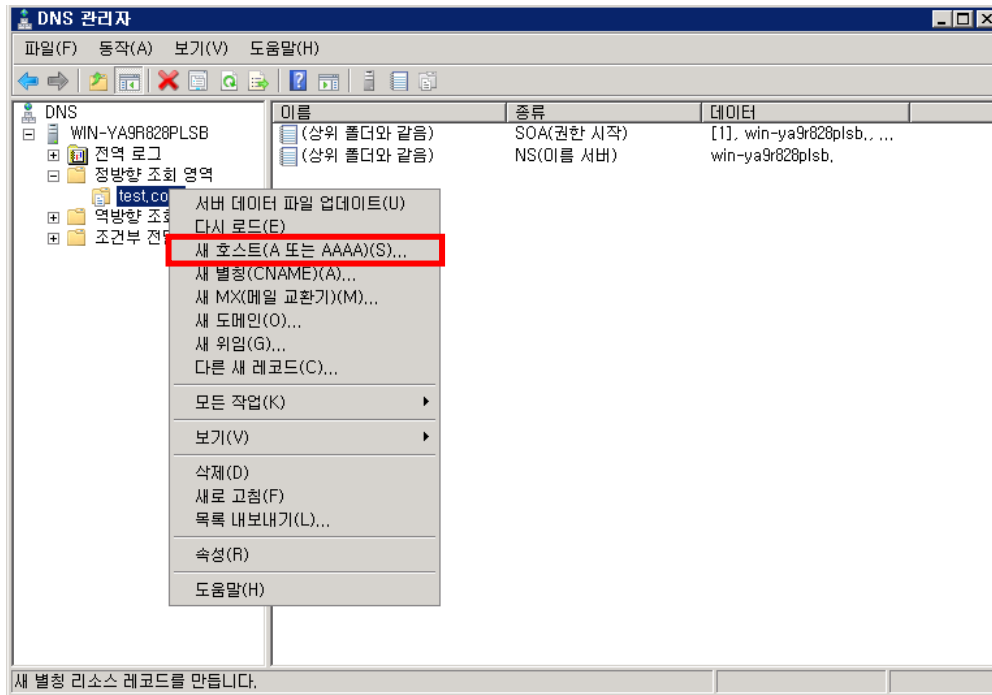 DNS 관리자
파일(F) 동작(A) 보기(V) 도움말(H)
DNS
WIN-YA9R828PLSB
전역 로그
정방향 조회 영역
test.co
역방향 조회
조건부 전
이름 종류 데이터
(상위 폴더와 같음) SOA(권한 시작) [1], win-ya9r828plsb., ...
(상위 폴더와 같음) NS(이름 서버) win-ya9r828plsb.
서버 데이터 파일 업데이트(U)
다시 로드(E)
새 호스트(A 또는 AAAA)(S)...
새 별칭(CNAME)(A)...
새 MX(메일 교환기)(M)...
새 도메인(O)...
새 위임(G)...
다른 새 레코드(C)...
모든 작업(K)
보기(V)
삭제(D)
새로 고침(F)
목록 내보내기(L)...
속성(R)
도움말(H)
새 별칭 리소스 레코드를 만듭니다.